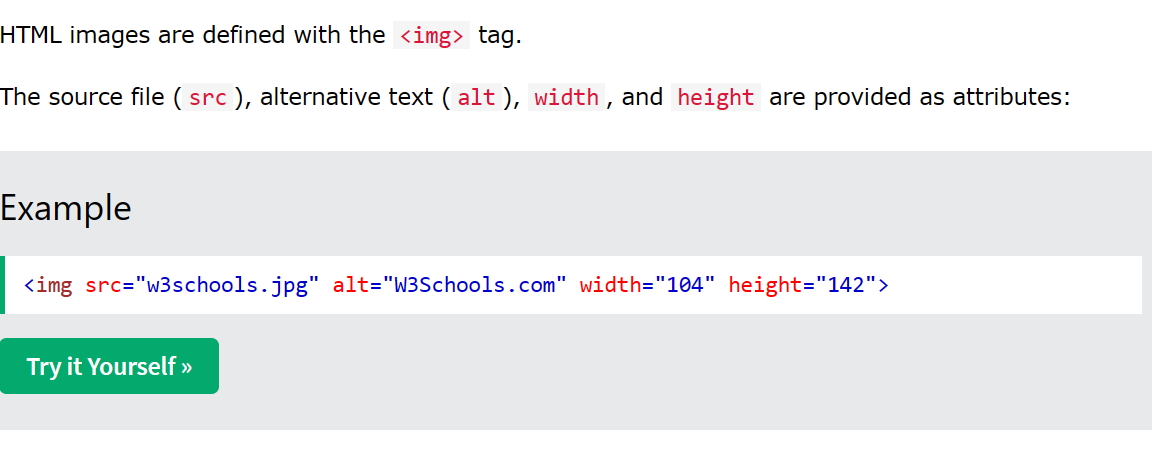 HTML images are defined with the <img> tag.
The source file (src), alternative text (alt), width, and height are provided as attributes:
Example
<img src="w3schools.jpg" alt="W3Schools.com" width="104" height="142">
Try it Yourself »